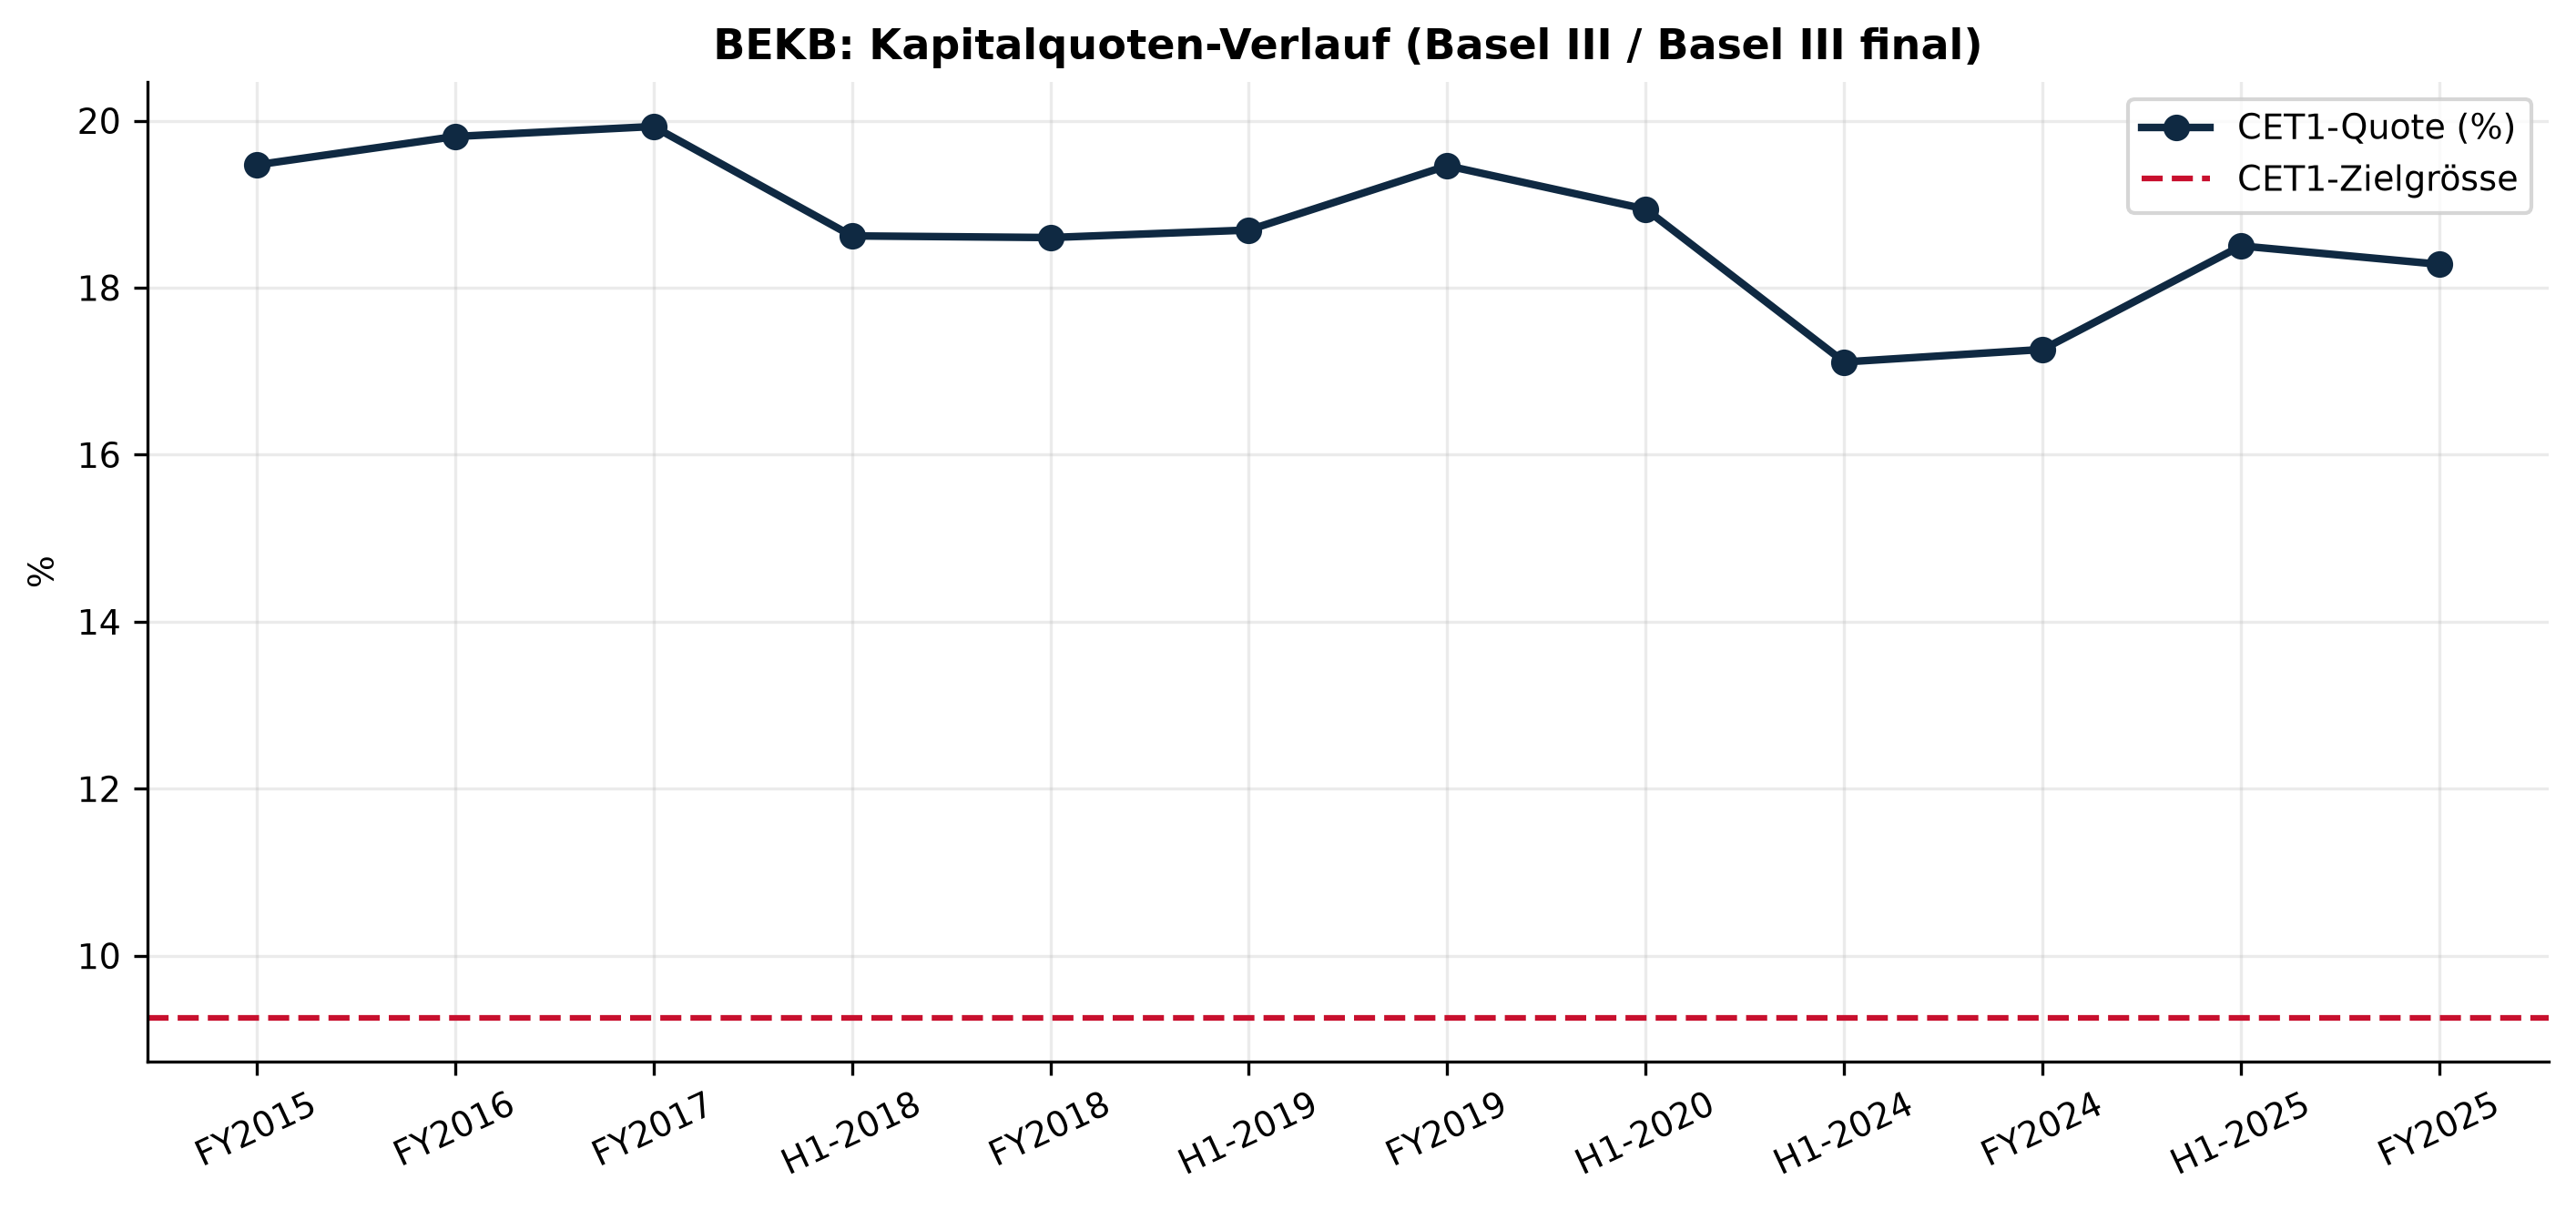 BEKB: Kapitalquoten-Verlauf (Basel III / Basel III final)
CET1-Quote (%)
CET1-Zielgrösse
%
20
18
16
14
12
10
FY2015
FY2016
FY2017
H1-2018
FY2018
H1-2019
FY2019
H1-2020
H1-2024
FY2024
H1-2025
FY2025